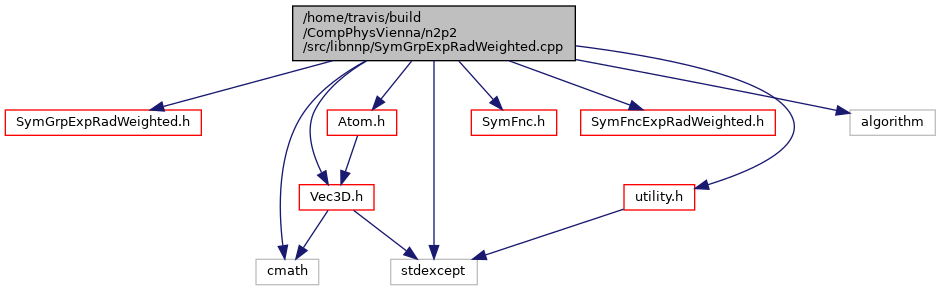 /home/travis/build
/CompPhysVienna/n2p2
/src/libnnp/SymGrpExpRadWeighted.cpp
SymGrpExpRadWeighted.h
Atom.h
SymFnc.h
SymFncExpRadWeighted.h
algorithm
Vec3D.h
utility.h
cmath
stdexcept